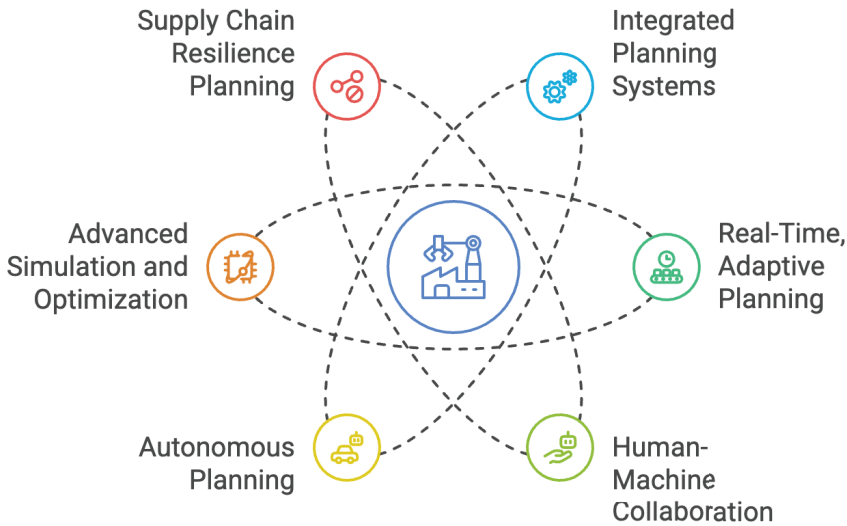 Supply Chain
Resilience
Planning
Integrated
Planning
Systems
Advanced
Simulation and
Optimization
Real-Time,
Adaptive
Planning
Autonomous
Planning
Human-
Machine
Collaboration